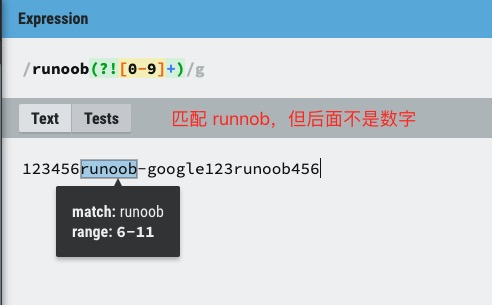 Expression
/runoob(?![0-9]+)/g
Text Tests 匹配 runnob，但后面不是数字
123456runoob-google123runoob456
match: runoob
range: 6-11